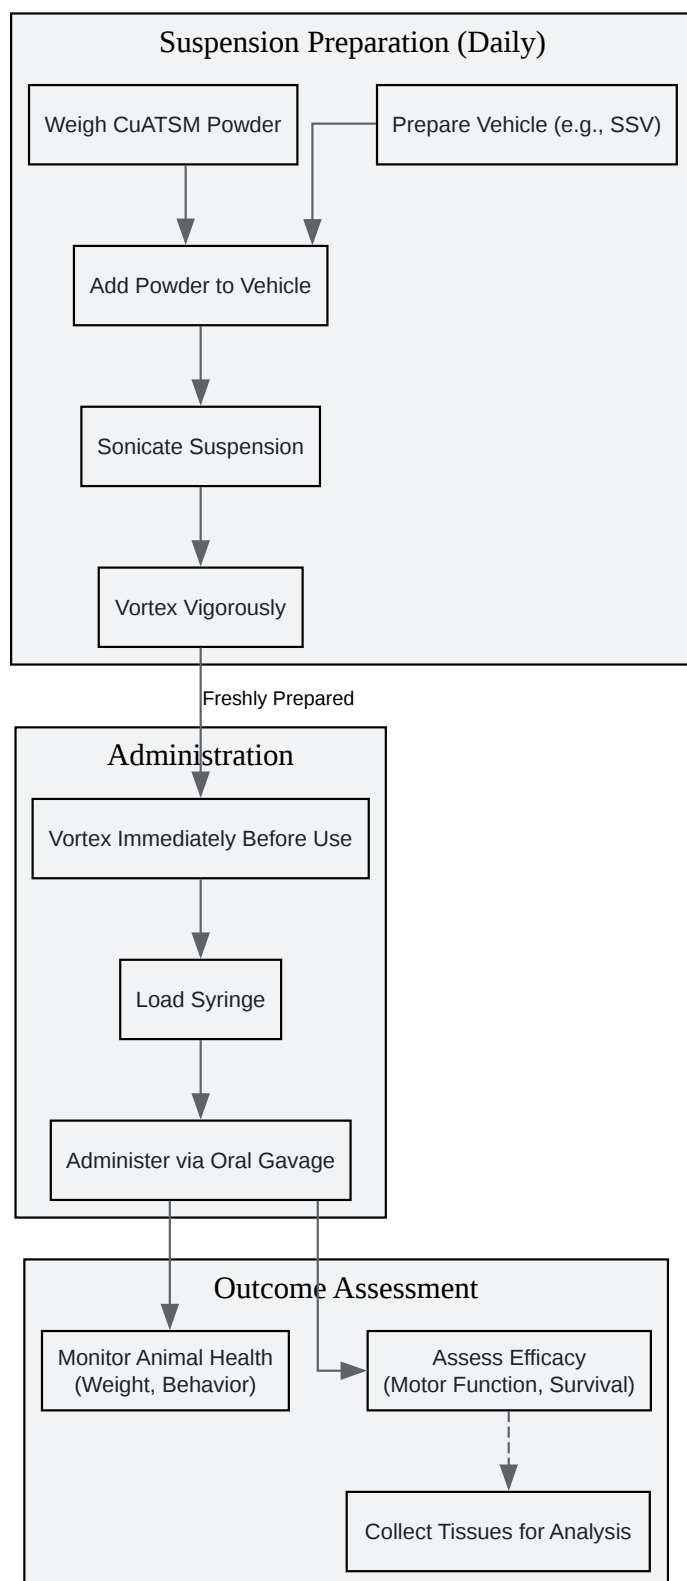 Suspension Preparation (Daily)
Weigh CuATSM Powder
Prepare Vehicle (e.g., SSV)
Add Powder to Vehicle
Sonicate Suspension
Vortex Vigorously
Freshly Prepared
Administration
Vortex Immediately Before Use
Load Syringe
Administer via Oral Gavage
Outcome Assessment
Monitor Animal Health
(Weight, Behavior)
Assess Efficacy
(Motor Function, Survival)
Collect Tissues for Analysis